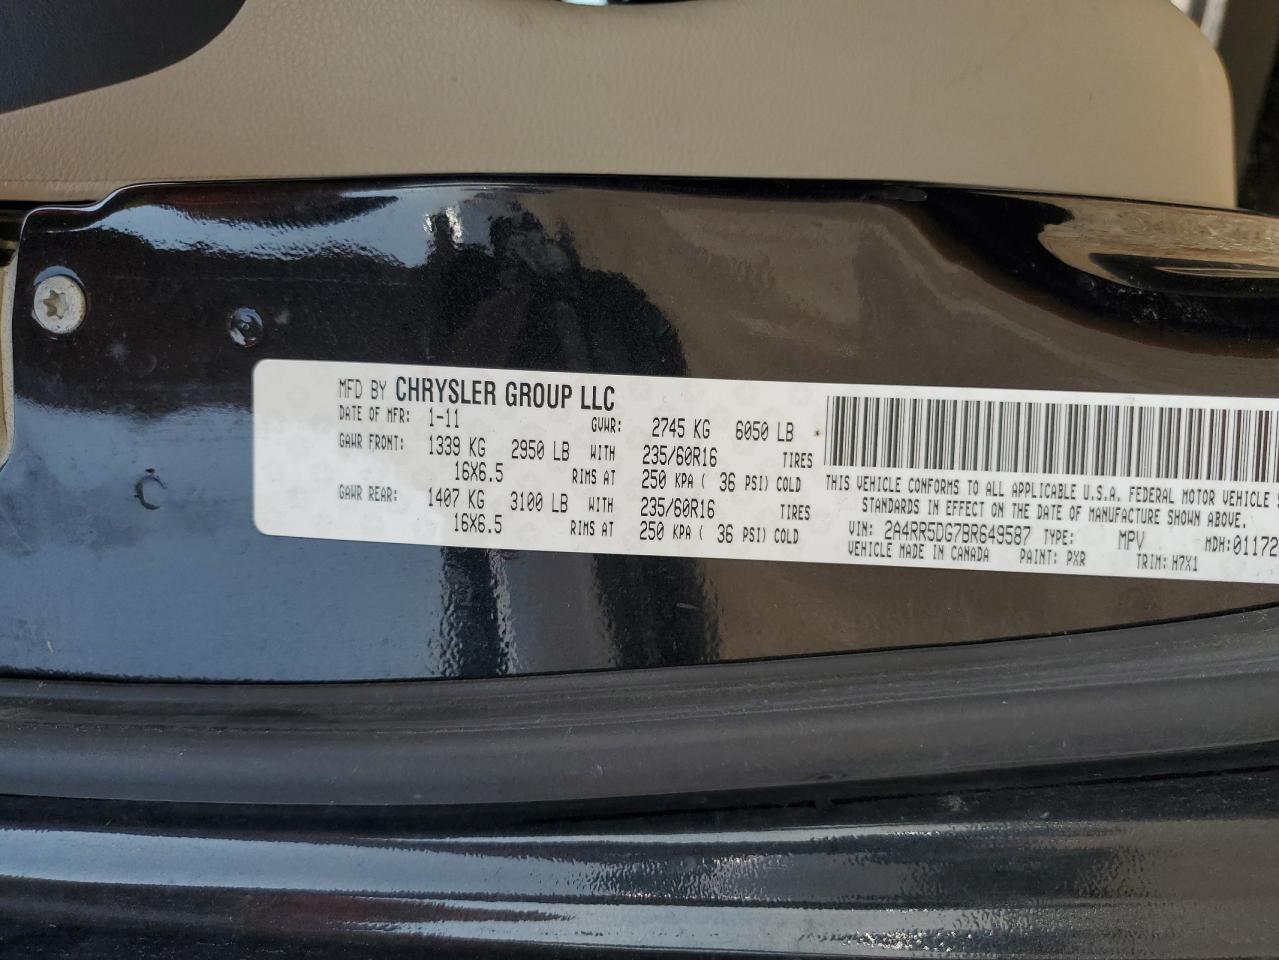 MFD BY CHRYSLER GROUP LLC
DATE OF MFR: 1-11 GVWR: 2745 KG 6050 LB
GAWR FRONT: 1339 KG 2950 LB WITH 235/60R16 TIRES
16X6.5 RIMS AT 250 KPA ( 36 PSI) COLD
GAWR REAR: 1407 KG 3100 LB WITH 235/60R16 TIRES
16X6.5 RIMS AT 250 KPA ( 36 PSI) COLD
THIS VEHICLE CONFORMS TO ALL APPLICABLE U.S.A. FEDERAL MOTOR VEHICLE S
STANDARDS IN EFFECT ON THE DATE OF MANUFACTURE SHOWN ABOVE.
VIN: 2A4RR5DG7BR649587 TYPE: MPV MDH:01172
VEHICLE MADE IN CANADA PAINT: PXR TRIM: H7X1